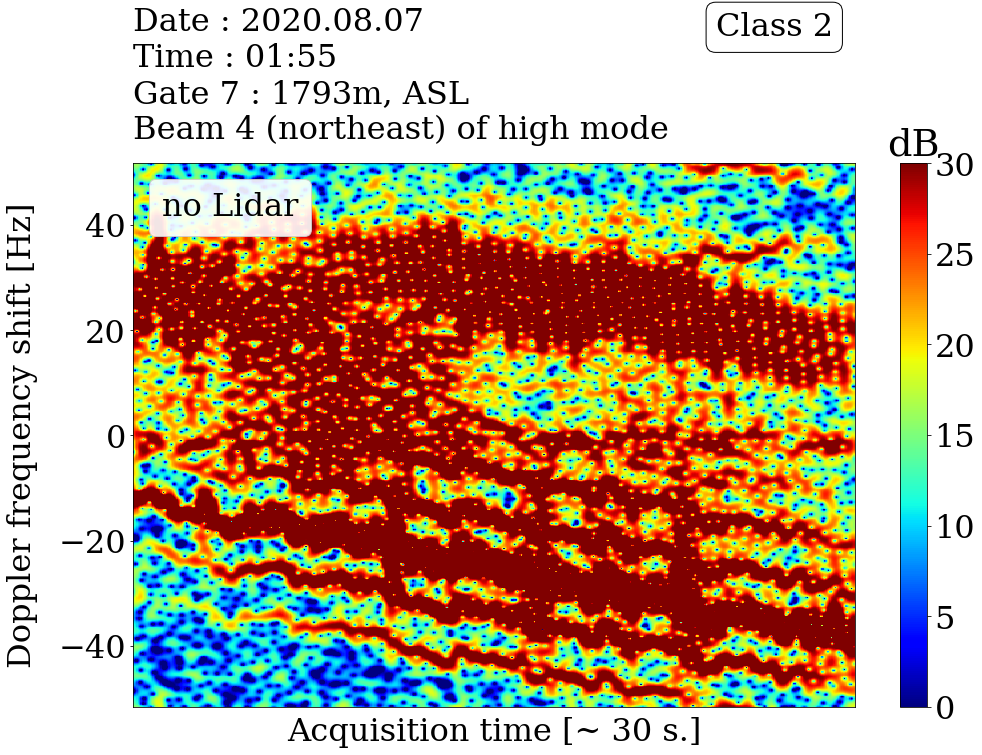 Date : 2020.08.07
Time : 01:55
Gate 7 : 1793m, ASL
Beam 4 (northeast) of high mode
Class 2
no Lidar
dB
30
25
20
15
10
5
0
Doppler frequency shift [Hz]
40
20
0
−20
−40
Acquisition time [~ 30 s.]